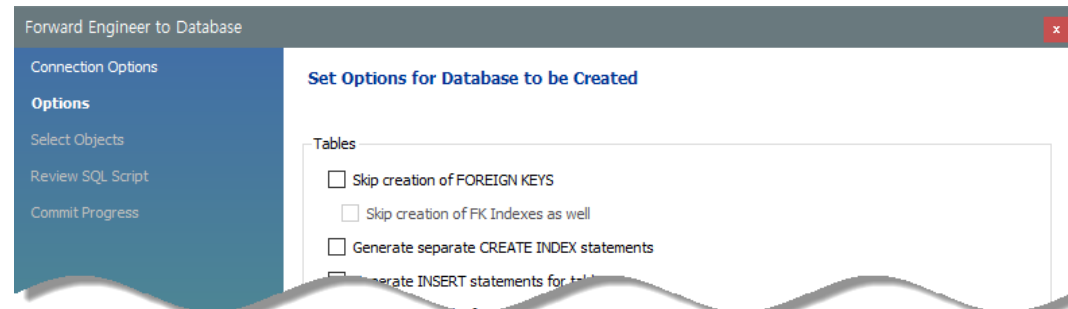 Forward Engineer to Database
x
Connection Options
Options
Select Objects
Review SQL Script
Commit Progress
Set Options for Database to be Created
Tables
Skip creation of FOREIGN KEYS
Skip creation of FK Indexes as well
Generate separate CREATE INDEX statements
INSERT statements for